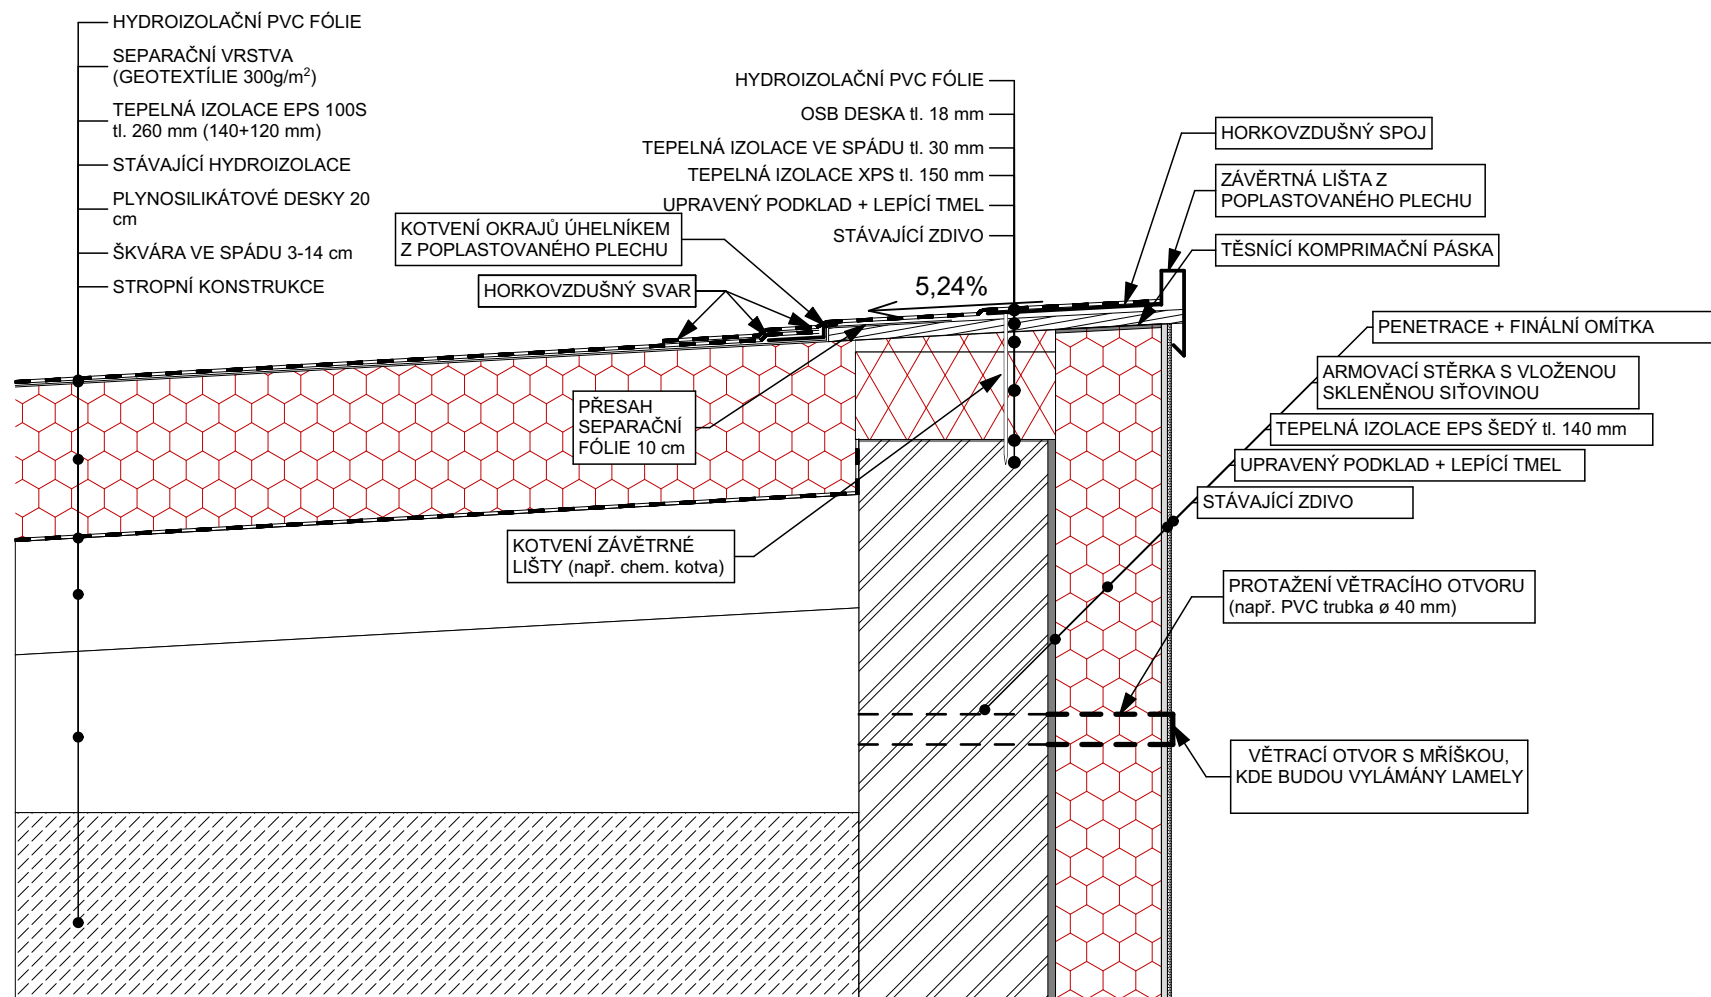 HYDROIZOLAČNÍ PVC FÓLIE
SEPARAČNÍ VRSTVA
(GEOTEXTÍLIE 300g/m²)
TEPELNÁ IZOLACE EPS 100S
tl. 260 mm (140+120 mm)
STÁVAJÍCÍ HYDROIZOLACE
PLYNOSILIKÁTOVÉ DESKY 20
cm
ŠKVÁRA VE SPÁDU 3-14 cm
STROPNÍ KONSTRUKCE
HYDROIZOLAČNÍ PVC FÓLIE
OSB DESKA tl. 18 mm
TEPELNÁ IZOLACE VE SPÁDU tl. 30 mm
TEPELNÁ IZOLACE XPS tl. 150 mm
UPRAVENÝ PODKLAD + LEPÍCÍ TMEL
STÁVAJÍCÍ ZDIVO
KOTVENÍ OKRAJŮ ÚHELNÍKEM
Z POPLASTOVANÉHO PLECHU
HORKOVZDUŠNÝ SVAR
5,24%
HORKOVZDUŠNÝ SPOJ
ZÁVĚRTNÁ LIŠTA Z
POPLASTOVANÉHO PLECHU
TĚSNÍCÍ KOMPRIMAČNÍ PÁSKA
PENETRACE + FINÁLNÍ OMÍTKA
ARMOVACÍ STĚRKA S VLOŽENOU
SKLENĚNOU SIŤOVINOU
TEPELNÁ IZOLACE EPS ŠEDÝ tl. 140 mm
UPRAVENÝ PODKLAD + LEPÍCÍ TMEL
STÁVAJÍCÍ ZDIVO
PŘESAH
SEPARAČNÍ
FÓLIE 10 cm
KOTVENÍ ZÁVĚTRNÉ
LIŠTY (např. chem. kotva)
PROTAŽENÍ VĚTRACÍHO OTVORU
(např. PVC trubka ø 40 mm)
VĚTRACÍ OTVOR S MŘÍŠKOU,
KDE BUDOU VYLÁMÁNY LAMELY